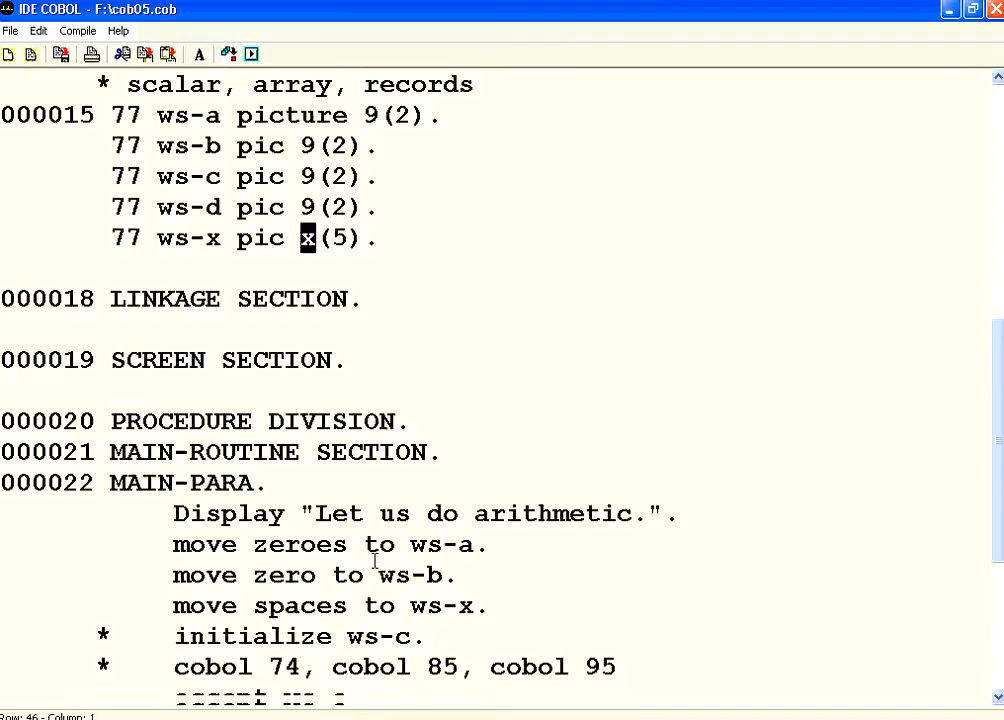 IDE COBOL - F:\cob05.cob
File Edit Compile Help
A
* scalar, array, records
000015 77 ws-a picture 9(2).
77 ws-b pic 9(2).
77 ws-c pic 9(2).
77 ws-d pic 9(2).
77 ws-x pic x(5).
000018 LINKAGE SECTION.
000019 SCREEN SECTION.
000020 PROCEDURE DIVISION.
000021 MAIN-ROUTINE SECTION.
000022 MAIN-PARA.
Display "Let us do arithmetic.".
move zeroes to ws-a.
move zero to ws-b.
move spaces to ws-x.
* initialize ws-c.
* cobol 74, cobol 85, cobol 95
Row: 46 - Column: 1